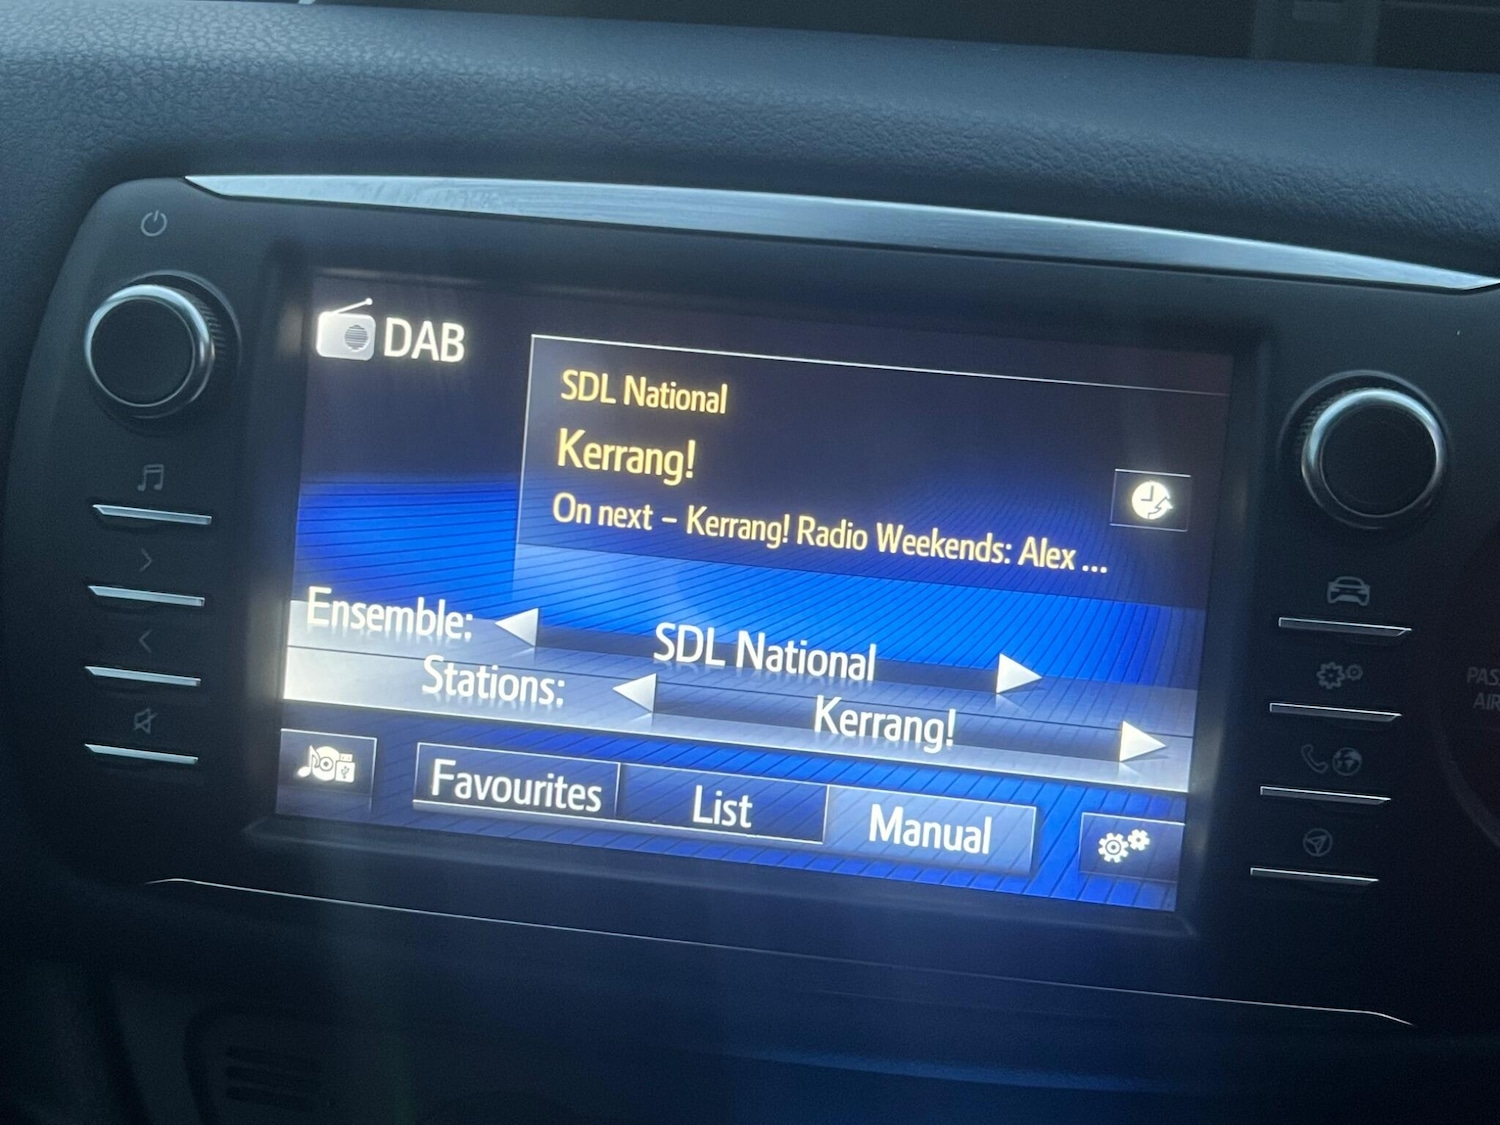 DAB
SDL National
Kerrang!
On next – Kerrang! Radio Weekends: Alex ...
Ensemble: SDL National
Stations: Kerrang!
Favourites List Manual